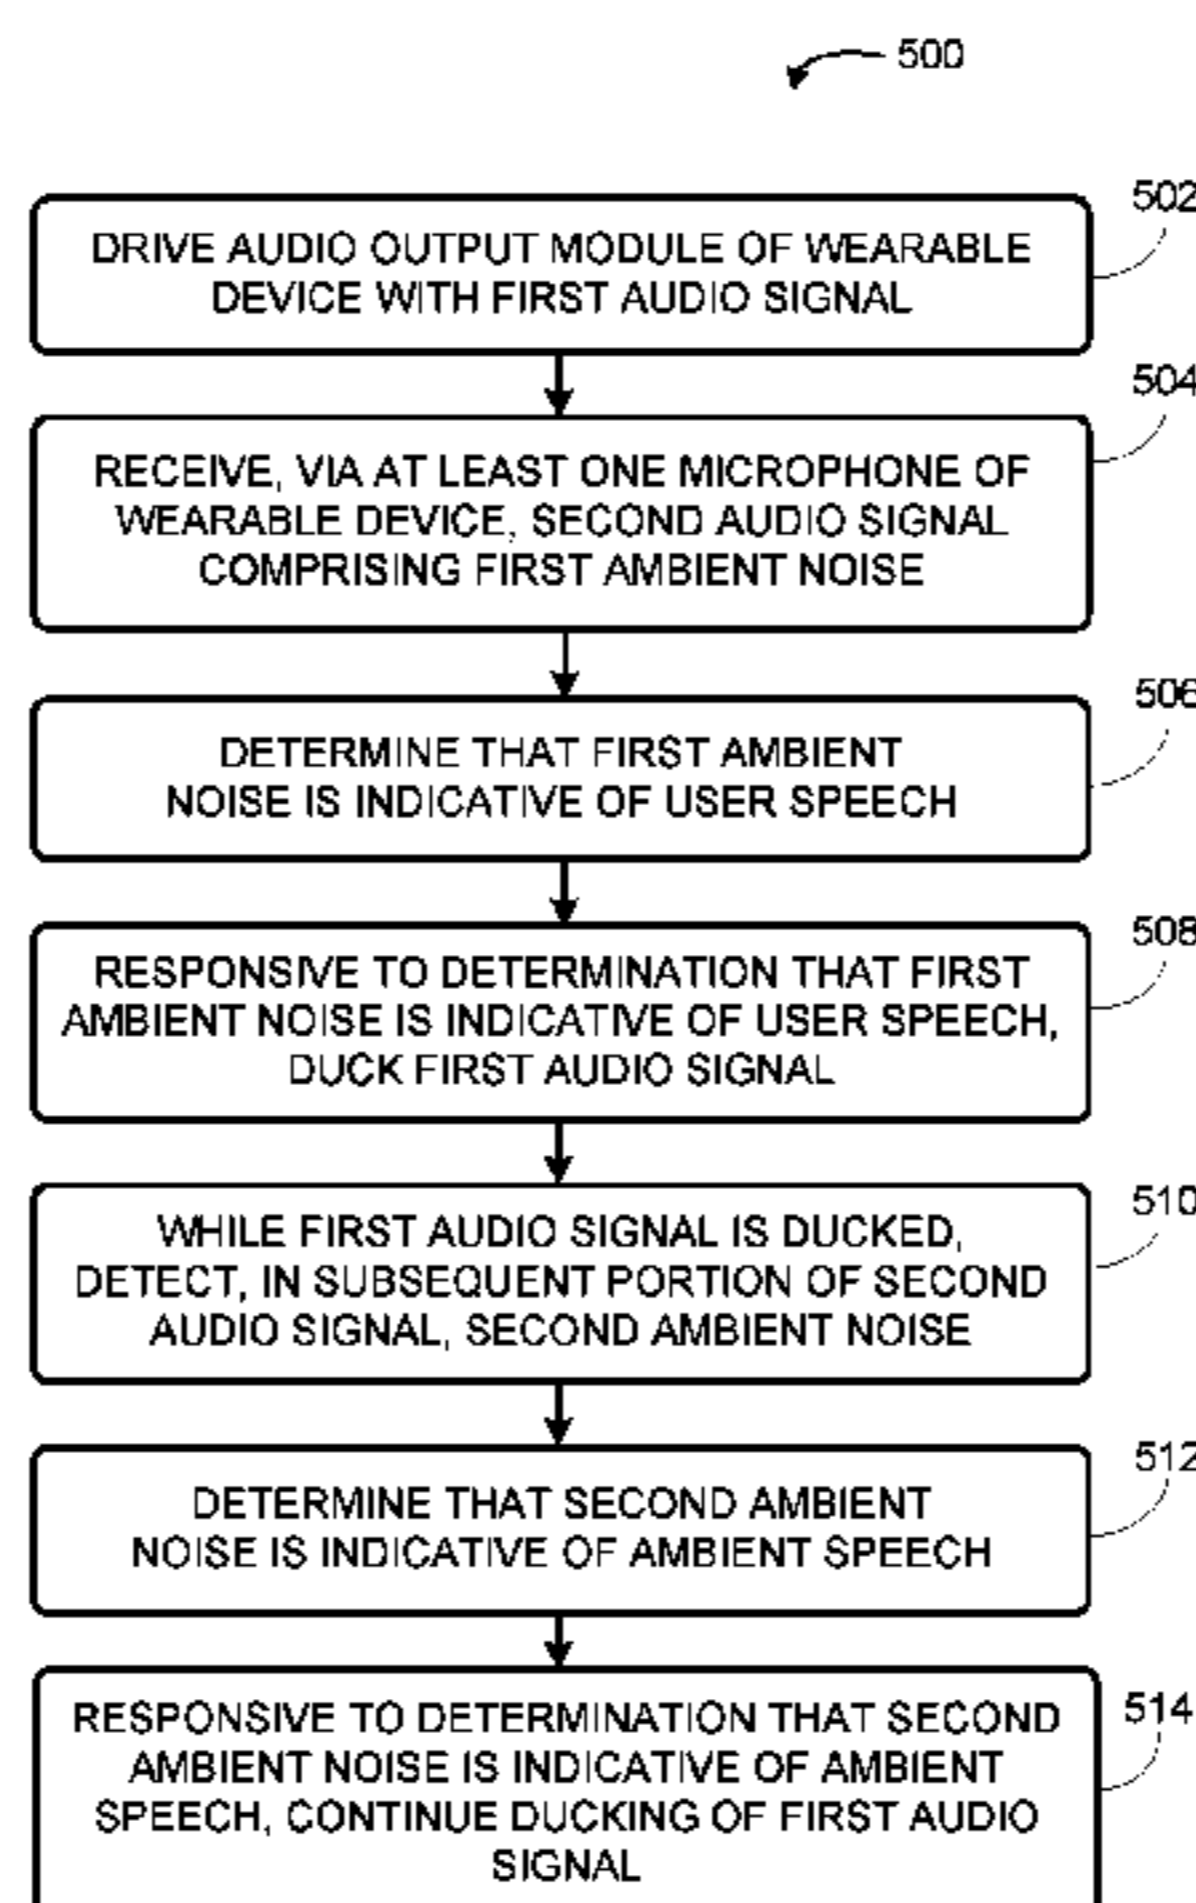 500
502
DRIVE AUDIO OUTPUT MODULE OF WEARABLE
DEVICE WITH FIRST AUDIO SIGNAL
504
RECEIVE, VIA AT LEAST ONE MICROPHONE OF
WEARABLE DEVICE, SECOND AUDIO SIGNAL
COMPRISING FIRST AMBIENT NOISE
506
DETERMINE THAT FIRST AMBIENT
NOISE IS INDICATIVE OF USER SPEECH
508
RESPONSIVE TO DETERMINATION THAT FIRST
AMBIENT NOISE IS INDICATIVE OF USER SPEECH,
DUCK FIRST AUDIO SIGNAL
510
WHILE FIRST AUDIO SIGNAL IS DUCKED,
DETECT, IN SUBSEQUENT PORTION OF SECOND
AUDIO SIGNAL, SECOND AMBIENT NOISE
512
DETERMINE THAT SECOND AMBIENT
NOISE IS INDICATIVE OF AMBIENT SPEECH
514
RESPONSIVE TO DETERMINATION THAT SECOND
AMBIENT NOISE IS INDICATIVE OF AMBIENT
SPEECH, CONTINUE DUCKING OF FIRST AUDIO
SIGNAL